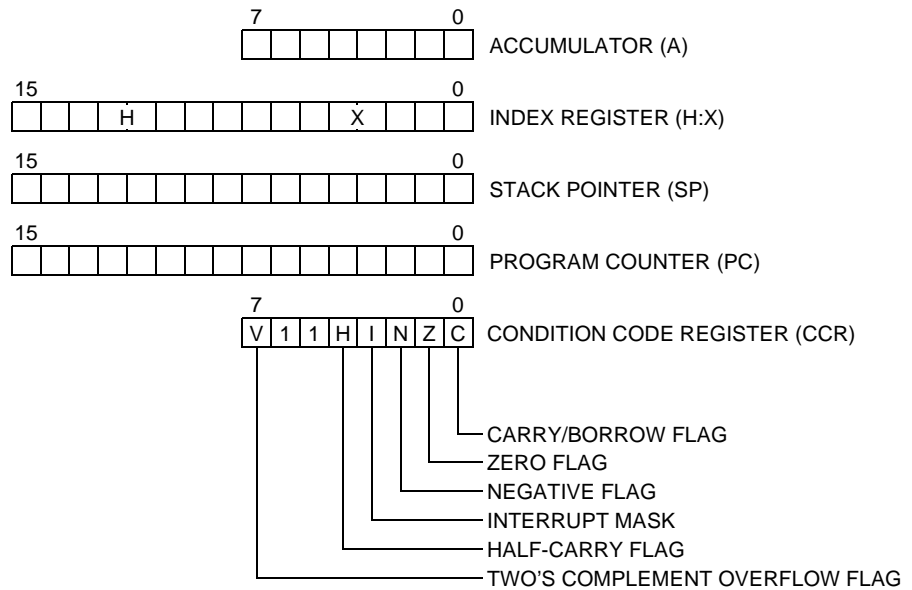 7 0
ACCUMULATOR (A)
15 0
H X INDEX REGISTER (H:X)
15 0
STACK POINTER (SP)
15 0
PROGRAM COUNTER (PC)
7 0
V 1 1 H I N Z C CONDITION CODE REGISTER (CCR)
CARRY/BORROW FLAG
ZERO FLAG
NEGATIVE FLAG
INTERRUPT MASK
HALF-CARRY FLAG
TWO'S COMPLEMENT OVERFLOW FLAG